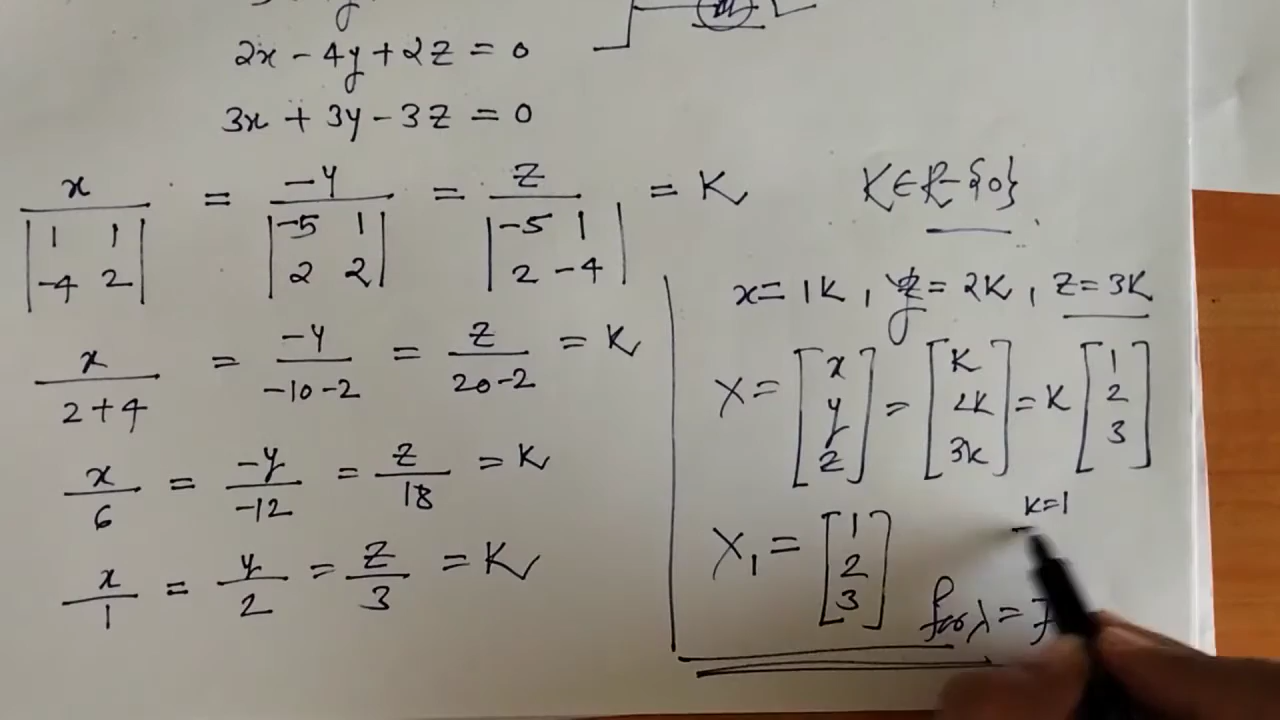 2x - 4y + 2z = 0
3x + 3y - 3z = 0
x / |1 1; -4 2| = -y / |-5 1; 2 2| = z / |-5 1; 2 -4| = K
x / 2+4 = -y / -10-2 = z / 20-2 = K
x / 6 = -y / -12 = z / 18 = K
x / 1 = y / 2 = z / 3 = K
K ∈ R-{0}
x = 1K, y = 2K, z = 3K
X = [x; y; z] = [K; 2K; 3K] = K [1; 2; 3]
K=1
X₁ = [1; 2; 3]
for λ =